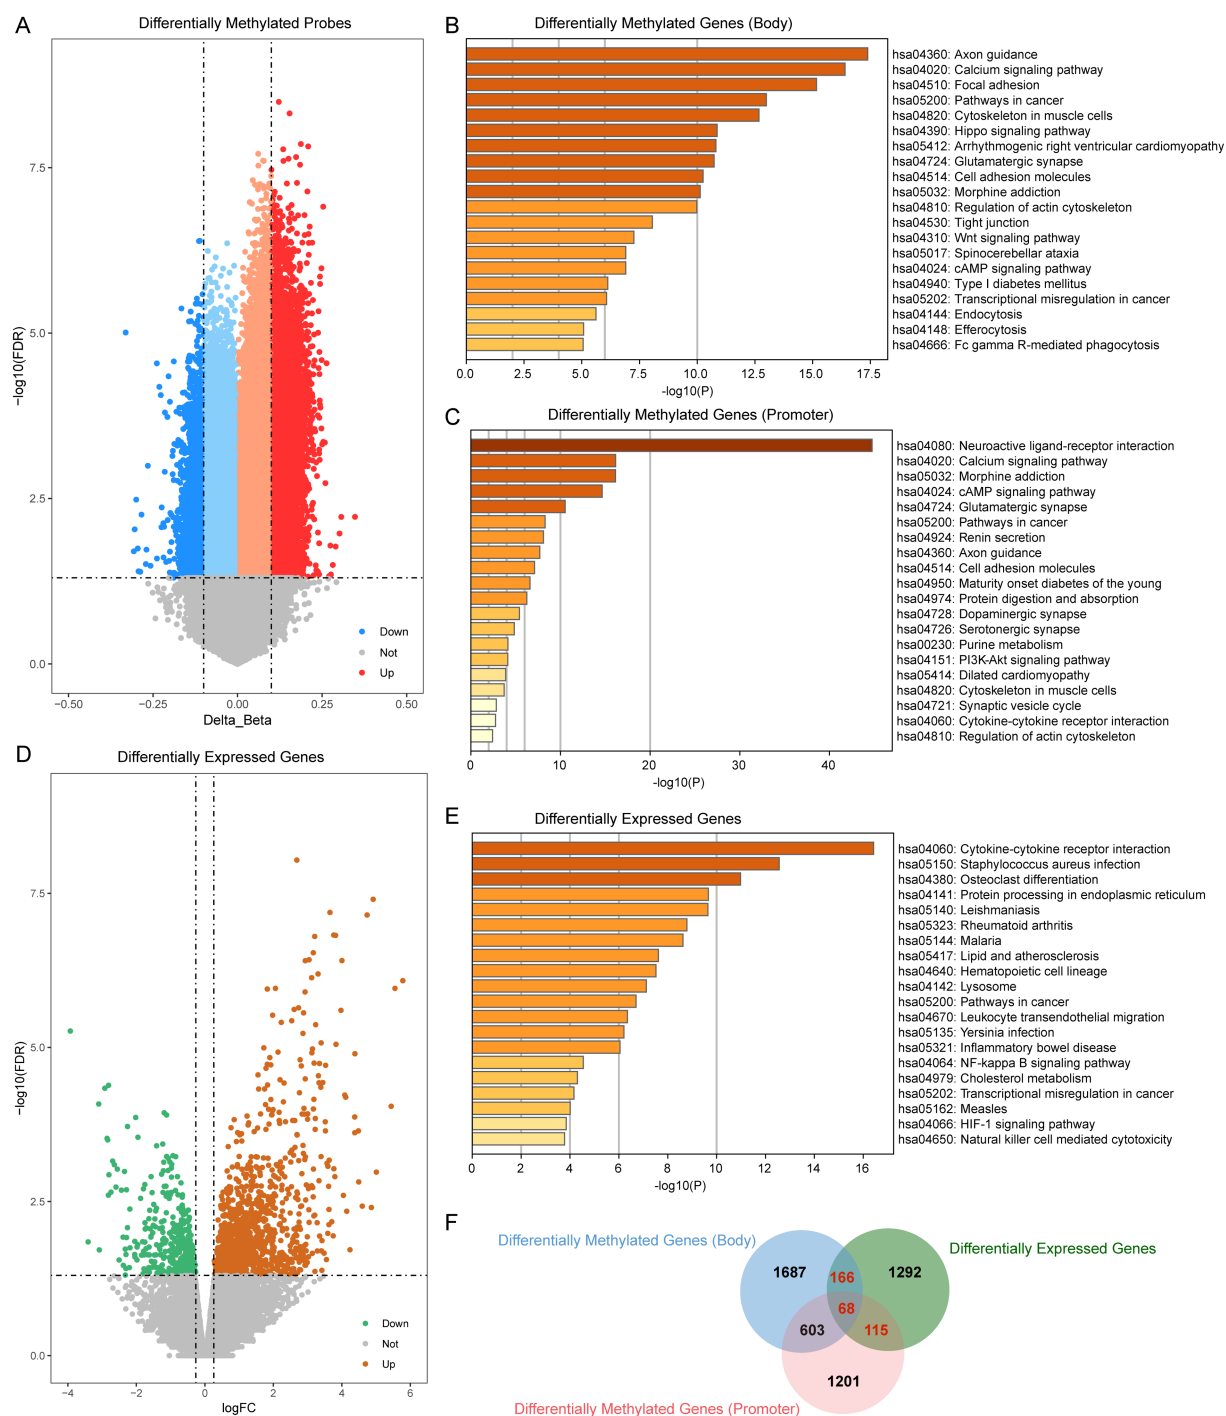 A
Differentially Methylated Probes
−log10(FDR)
7.5
5.0
2.5
0.0
Down
Not
Up
−0.50
−0.25
0.00
0.25
0.50
Delta_Beta
B
Differentially Methylated Genes (Body)
hsa04360: Axon guidance
hsa04020: Calcium signaling pathway
hsa04510: Focal adhesion
hsa05200: Pathways in cancer
hsa04820: Cytoskeleton in muscle cells
hsa04390: Hippo signaling pathway
hsa05412: Arrhythmogenic right ventricular cardiomyopathy
hsa04724: Glutamatergic synapse
hsa04514: Cell adhesion molecules
hsa05032: Morphine addiction
hsa04810: Regulation of actin cytoskeleton
hsa04530: Tight junction
hsa04310: Wnt signaling pathway
hsa05017: Spinocerebellar ataxia
hsa04024: cAMP signaling pathway
hsa04940: Type I diabetes mellitus
hsa05202: Transcriptional misregulation in cancer
hsa04144: Endocytosis
hsa04148: Efferocytosis
hsa04666: Fc gamma R-mediated phagocytosis
0.0
2.5
5.0
7.5
10.0
12.5
15.0
17.5
-log10(P)
C
Differentially Methylated Genes (Promoter)
hsa04080: Neuroactive ligand-receptor interaction
hsa04020: Calcium signaling pathway
hsa05032: Morphine addiction
hsa04024: cAMP signaling pathway
hsa04724: Glutamatergic synapse
hsa05200: Pathways in cancer
hsa04924: Renin secretion
hsa04360: Axon guidance
hsa04514: Cell adhesion molecules
hsa04950: Maturity onset diabetes of the young
hsa04974: Protein digestion and absorption
hsa04728: Dopaminergic synapse
hsa04726: Serotonergic synapse
hsa00230: Purine metabolism
hsa04151: PI3K-Akt signaling pathway
hsa05414: Dilated cardiomyopathy
hsa04820: Cytoskeleton in muscle cells
hsa04721: Synaptic vesicle cycle
hsa04060: Cytokine-cytokine receptor interaction
hsa04810: Regulation of actin cytoskeleton
0
10
20
30
40
-log10(P)
D
Differentially Expressed Genes
−log10(FDR)
7.5
5.0
2.5
0.0
Down
Not
Up
−4
−2
0
2
4
6
logFC
E
Differentially Expressed Genes
hsa04060: Cytokine-cytokine receptor interaction
hsa05150: Staphylococcus aureus infection
hsa04380: Osteoclast differentiation
hsa04141: Protein processing in endoplasmic reticulum
hsa05140: Leishmaniasis
hsa05323: Rheumatoid arthritis
hsa05144: Malaria
hsa05417: Lipid and atherosclerosis
hsa04640: Hematopoietic cell lineage
hsa04142: Lysosome
hsa05200: Pathways in cancer
hsa04670: Leukocyte transendothelial migration
hsa05135: Yersinia infection
hsa05321: Inflammatory bowel disease
hsa04064: NF-kappa B signaling pathway
hsa04979: Cholesterol metabolism
hsa05202: Transcriptional misregulation in cancer
hsa05162: Measles
hsa04066: HIF-1 signaling pathway
hsa04650: Natural killer cell mediated cytotoxicity
0
2
4
6
8
10
12
14
16
-log10(P)
F
Differentially Methylated Genes (Body)
Differentially Expressed Genes
1687
166
1292
68
603
115
1201
Differentially Methylated Genes (Promoter)